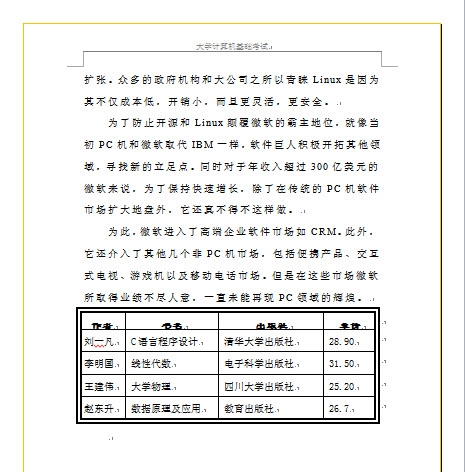 大学计算机基础考试
扩张。众多的政府机构和大公司之所以青睐 Linux 是因为
其不仅成本低，开销小，而且更灵活，更安全。
为了防止开源和 Linux 颠覆微软的霸主地位，就像当
初 PC 机和微软取代 IBM 一样，软件巨人积极开拓其他领
域，寻找新的立足点。同时对于年收入超过 300 亿美元的
微软来说，为了保持快速增长，除了在传统的 PC 机软件
市场扩大地盘外，它还真不得不这样做。
为此，微软进入了高端企业软件市场如 CRM。此外，
它还介入了其他几个非 PC 机市场，包括便携产品、交互
式电视、游戏机以及移动电话市场。但是在这些市场微软
所取得业绩不尽人意，一直未能再现 PC 领域的辉煌。
作者 书名 出版社
刘一凡 C 语言程序设计 清华大学出版社 28.90
李明国 线性代数 电子科学出版社 31.50
王建伟 大学物理 四川大学出版社 25.20
赵东升 数据原理及应用 教育出版社 26.7